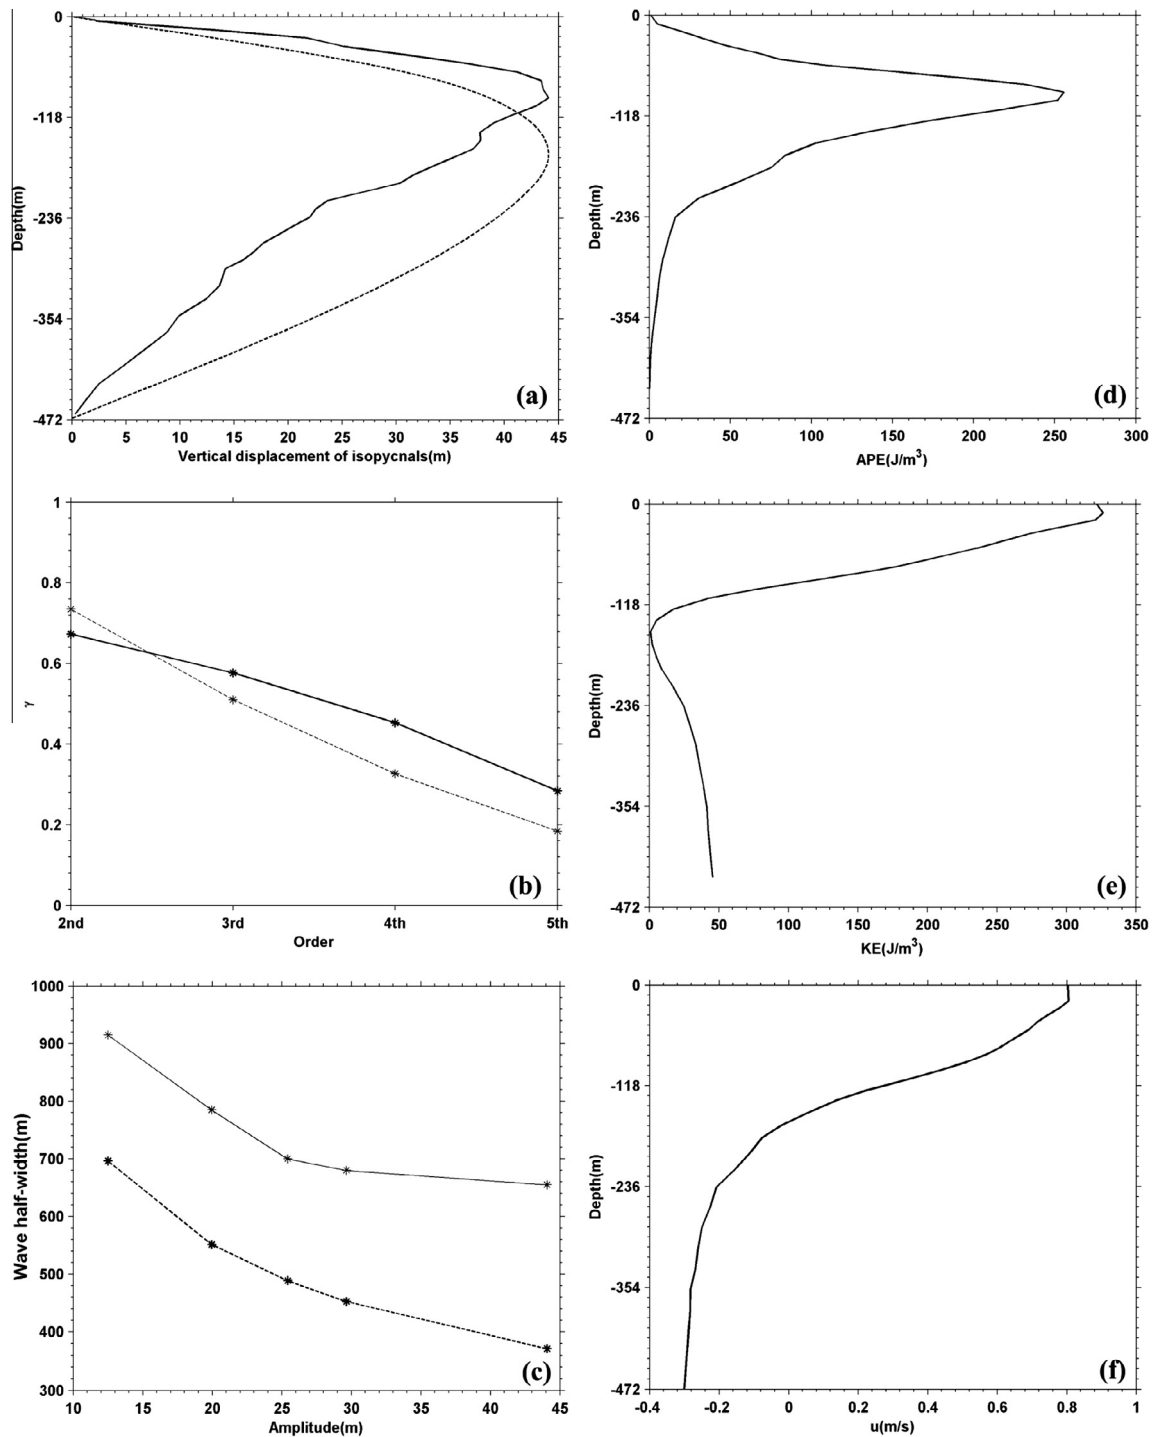 0
-118
-236
-354
-472
Depth(m)
0 5 10 15 20 25 30 35 40 45
Vertical displacement of isopycnals(m)
(a)
0
-118
-236
-354
-472
Depth(m)
0 50 100 150 200 250 300
APE(J/m³)
(d)
1
0.8
0.6
0.4
0.2
0
γ
2nd 3rd 4th 5th
Order
(b)
0
-118
-236
-354
-472
Depth(m)
0 50 100 150 200 250 300 350
KE(J/m³)
(e)
1000
900
800
700
600
500
400
300
Wave half-width(m)
10 15 20 25 30 35 40 45
Amplitude(m)
(c)
0
-118
-236
-354
-472
Depth(m)
-0.4 -0.2 0 0.2 0.4 0.6 0.8 1
u(m/s)
(f)